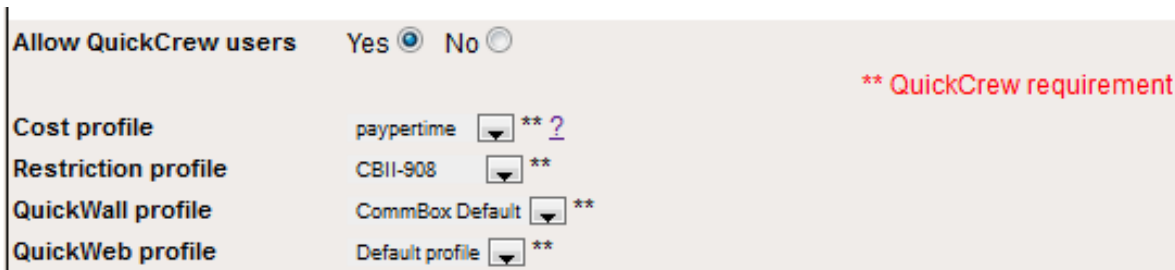 Allow QuickCrew users Yes No
** QuickCrew requirement
Cost profile paypertime ** ?
Restriction profile CBII-908 **
QuickWall profile CommBox Default **
QuickWeb profile Default profile **